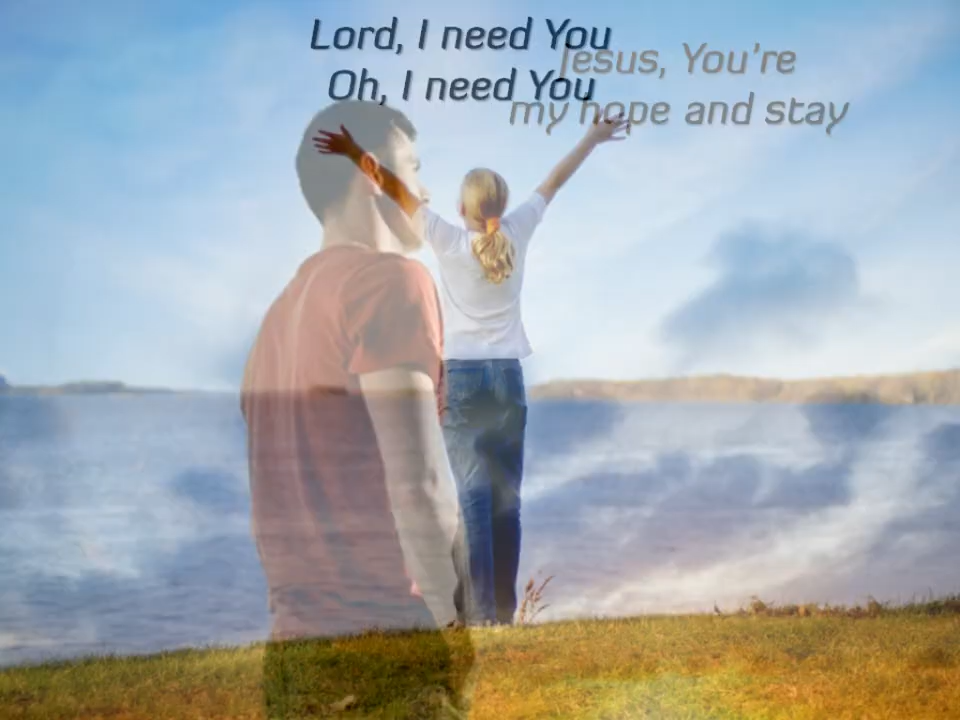 Lord, I need You
Oh, I need You
Jesus, You're
my hope and stay